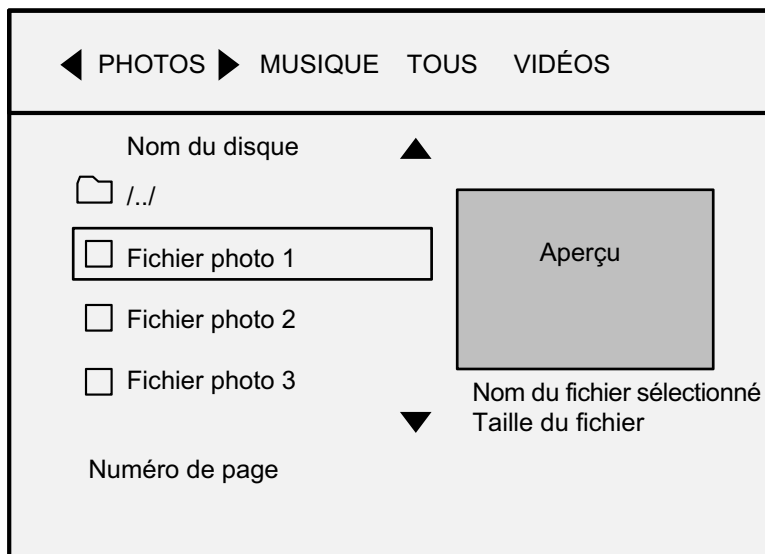 PHOTOS MUSIQUE TOUS VIDÉOS
Nom du disque
/../
Fichier photo 1
Fichier photo 2
Fichier photo 3
Numéro de page
Aperçu
Nom du fichier sélectionné
Taille du fichier